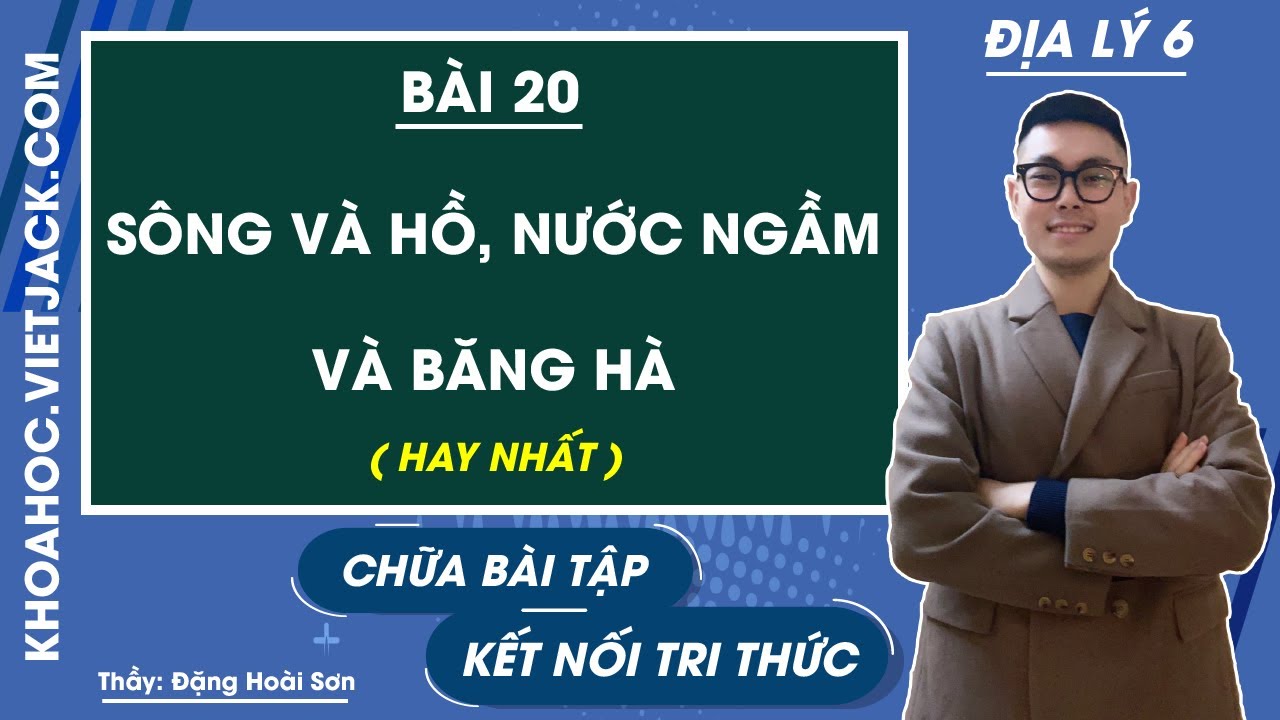 KHOAHOC.VIETJACK.COM
ĐỊA LÝ 6
BÀI 20
SÔNG VÀ HỒ, NƯỚC NGẦM
VÀ BĂNG HÀ
( HAY NHẤT )
CHỮA BÀI TẬP
KẾT NỐI TRI THỨC
Thầy: Đặng Hoài Sơn